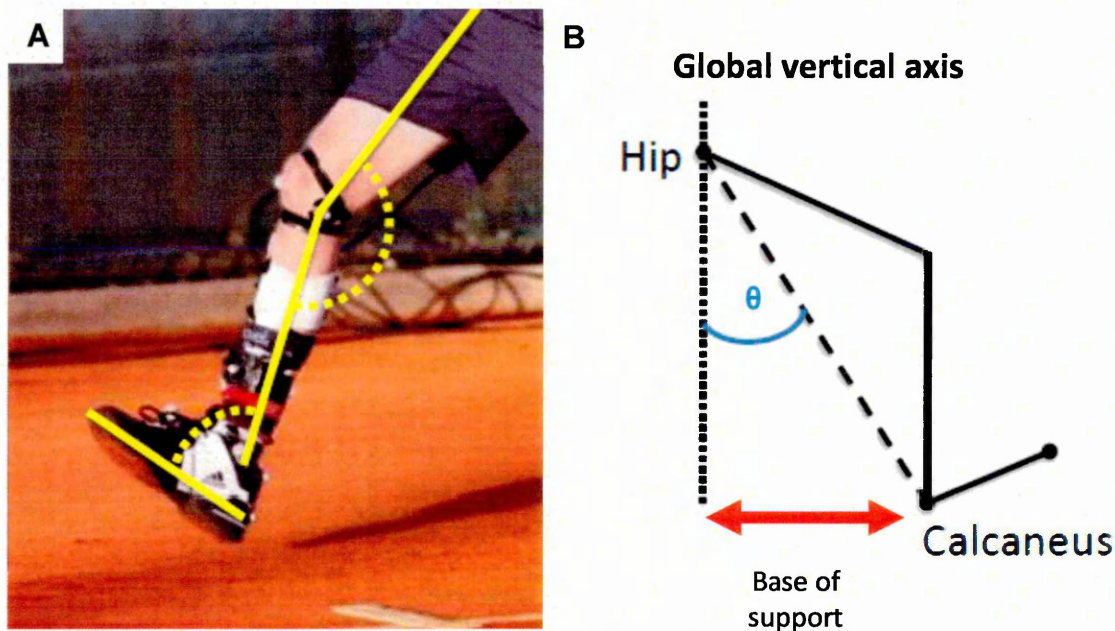 A
B
Global vertical axis
Hip
θ
Calcaneus
Base of
support